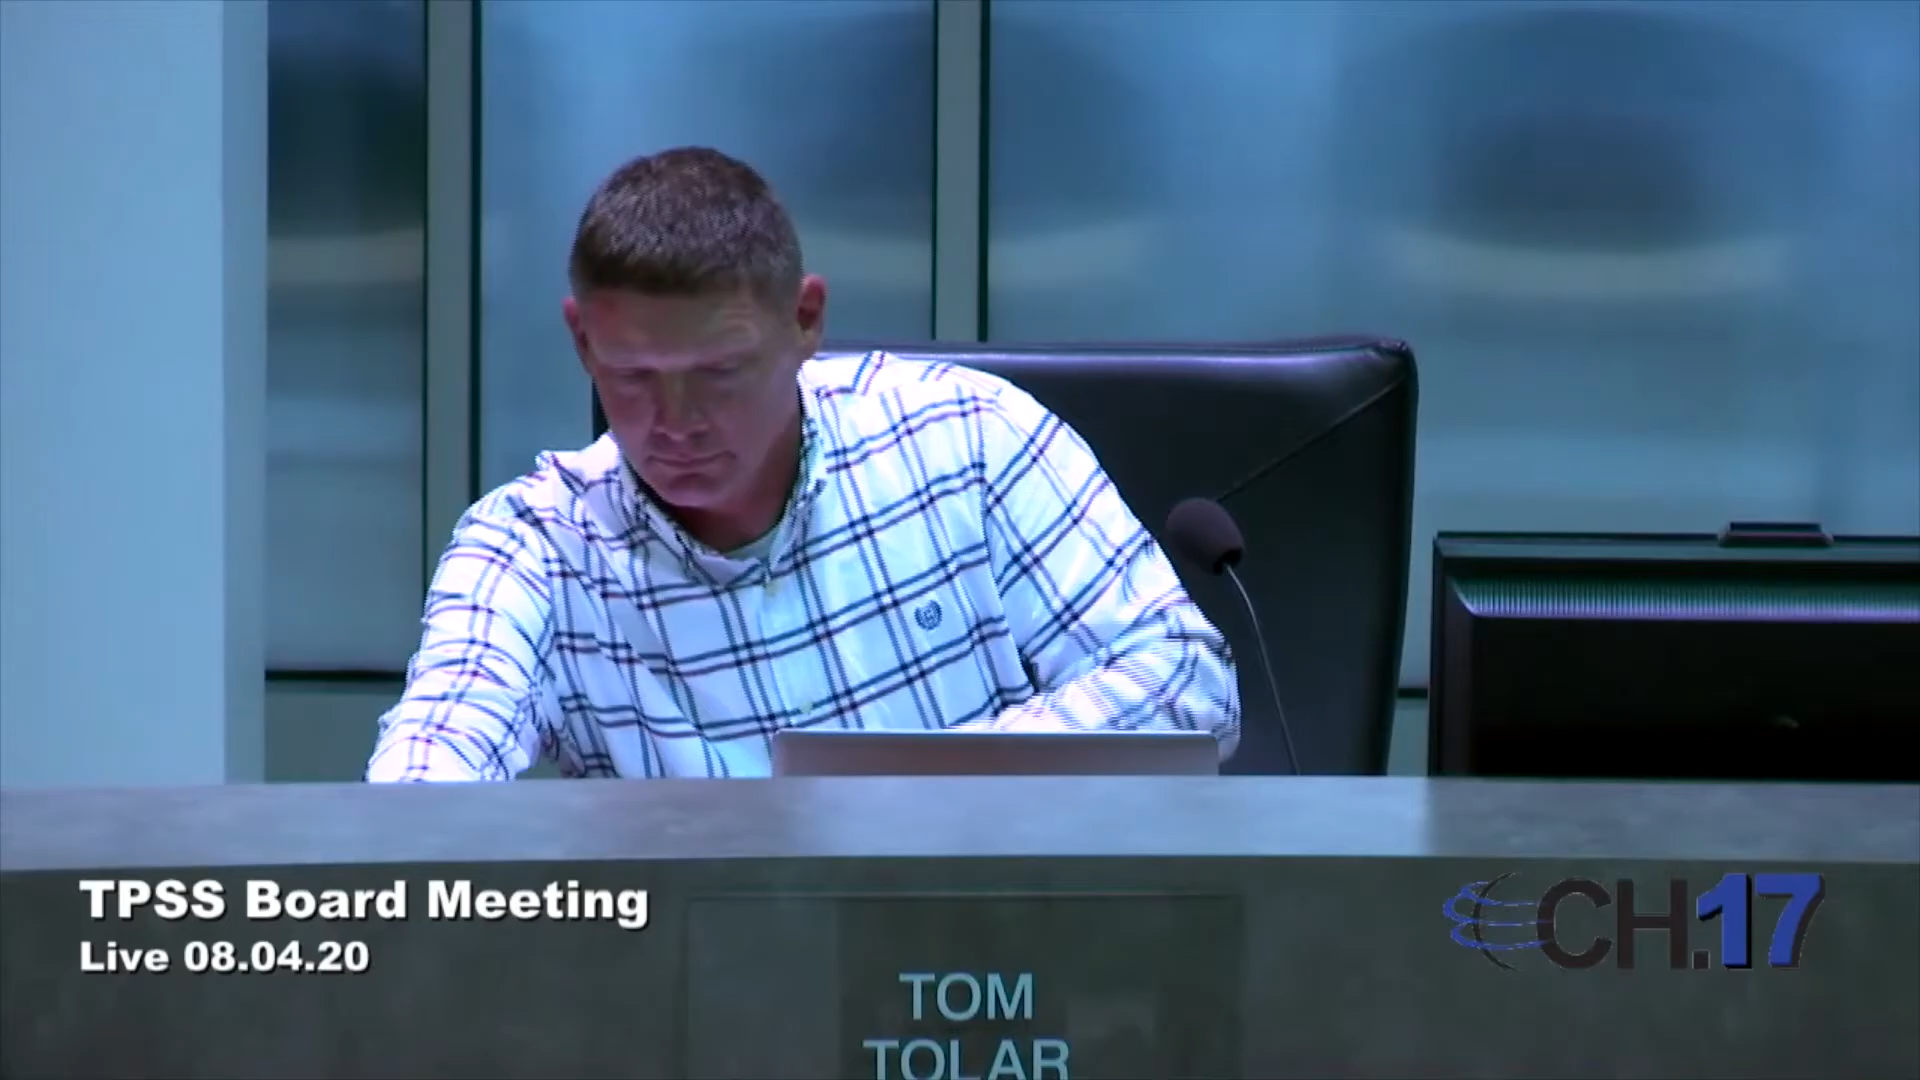 TPSS Board Meeting
Live 08.04.20
CH.17
TOM
TOLAR